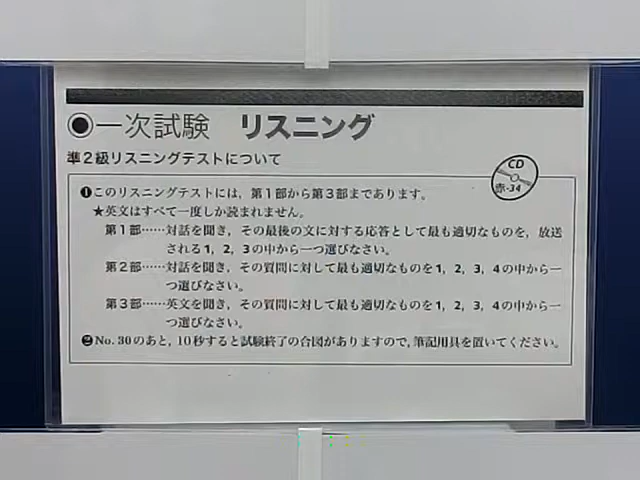 ●一次試験 リスニング
準2級リスニングテストについて
CD
赤-34
❶このリスニングテストには，第1部から第3部まであります。
★英文はすべて一度しか読まれません。
第1部……対話を聞き，その最後の文に対する応答として最も適切なものを，放送
される1，2，3の中から一つ選びなさい。
第2部……対話を聞き，その質問に対して最も適切なものを1，2，3，4の中から一
つ選びなさい。
第3部……英文を聞き，その質問に対して最も適切なものを1，2，3，4の中から一
つ選びなさい。
❷No. 30のあと，10秒すると試験終了の合図がありますので，筆記用具を置いてください。